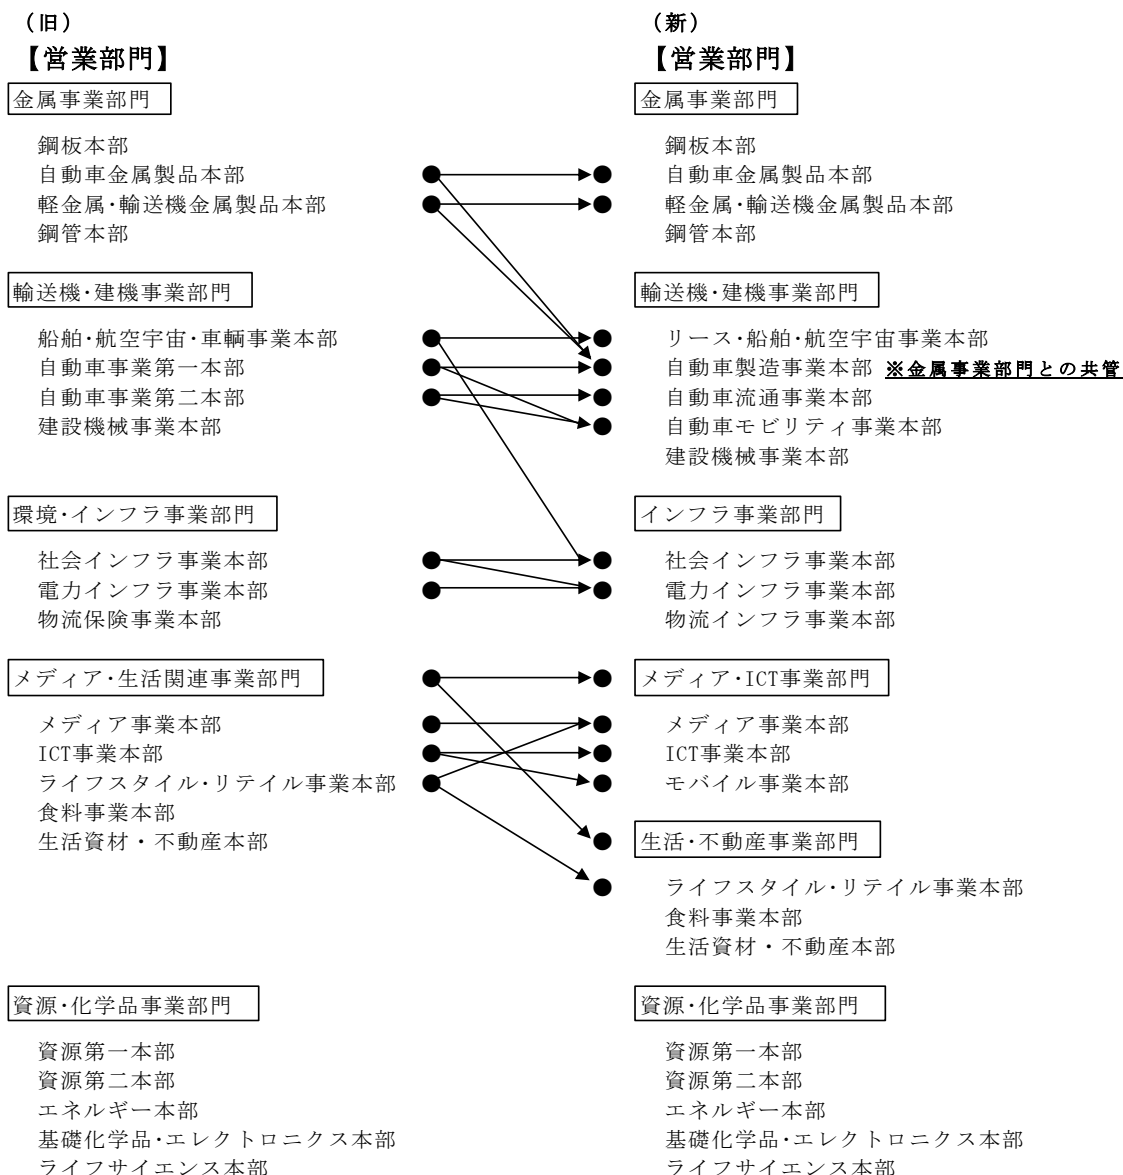 （旧）
【営業部門】
金属事業部門
鋼板本部
自動車金属製品本部
軽金属･輸送機金属製品本部
鋼管本部
輸送機･建機事業部門
船舶･航空宇宙･車輌事業本部
自動車事業第一本部
自動車事業第二本部
建設機械事業本部
環境･インフラ事業部門
社会インフラ事業本部
電力インフラ事業本部
物流保険事業本部
メディア･生活関連事業部門
メディア事業本部
ICT事業本部
ライフスタイル･リテイル事業本部
食料事業本部
生活資材・不動産本部
資源･化学品事業部門
資源第一本部
資源第二本部
エネルギー本部
基礎化学品･エレクトロニクス本部
ライフサイエンス本部
（新）
【営業部門】
金属事業部門
鋼板本部
自動車金属製品本部
軽金属･輸送機金属製品本部
鋼管本部
輸送機･建機事業部門
リース･船舶･航空宇宙事業本部
自動車製造事業本部 ※金属事業部門との共管
自動車流通事業本部
自動車モビリティ事業本部
建設機械事業本部
インフラ事業部門
社会インフラ事業本部
電力インフラ事業本部
物流インフラ事業本部
メディア･ICT事業部門
メディア事業本部
ICT事業本部
モバイル事業本部
生活･不動産事業部門
ライフスタイル･リテイル事業本部
食料事業本部
生活資材・不動産本部
資源･化学品事業部門
資源第一本部
資源第二本部
エネルギー本部
基礎化学品･エレクトロニクス本部
ライフサイエンス本部